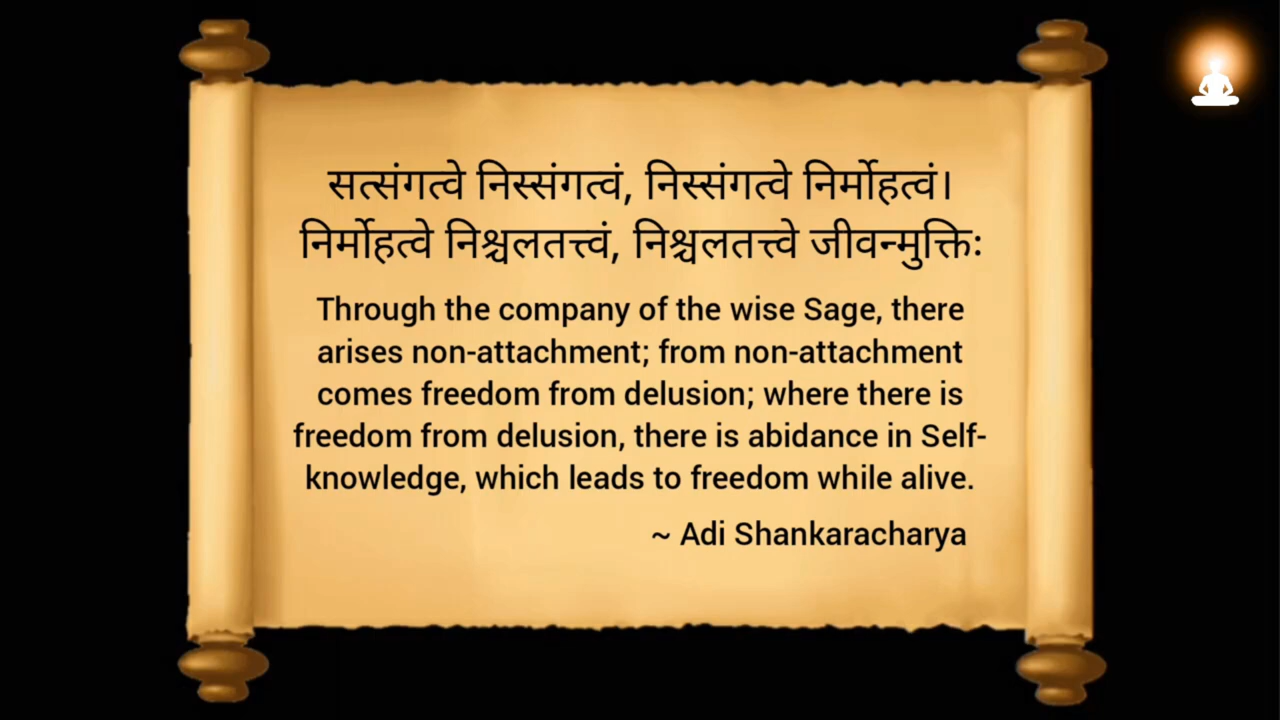 सत्संगत्वे निस्संगत्वं, निस्संगत्वे निर्मोहत्वं।
निर्मोहत्वे निश्चलतत्त्वं, निश्चलतत्त्वे जीवन्मुक्तिः
Through the company of the wise Sage, there
arises non-attachment; from non-attachment
comes freedom from delusion; where there is
freedom from delusion, there is abidance in Self-
knowledge, which leads to freedom while alive.
~ Adi Shankaracharya